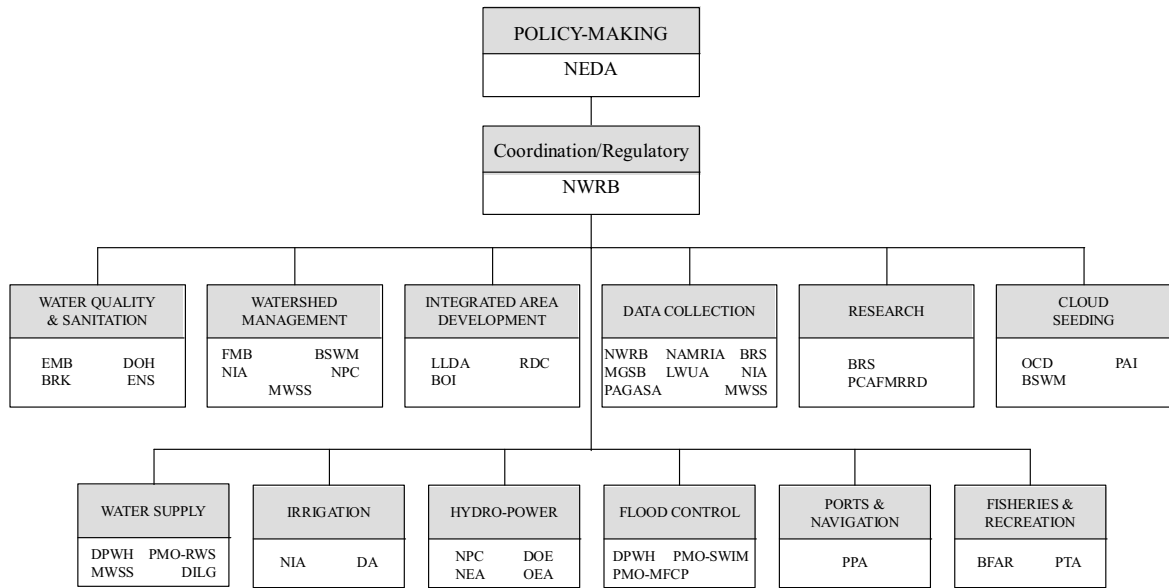 POLICY-MAKING
NEDA
Coordination/Regulatory
NWRB
WATER QUALITY
& SANITATION
EMB DOH
BRK ENS
WATERSHED
MANAGEMENT
FMB BSWM
NIA NPC
MWSS
INTEGRATED AREA
DEVELOPMENT
LLDA RDC
BOI
DATA COLLECTION
NWRB NAMRIA BRS
MGSB LWUA NIA
PAGASA MWSS
RESEARCH
BRS
PCAFMRRD
CLOUD
SEEDING
OCD PAI
BSWM
WATER SUPPLY
DPWH PMO-RWS
MWSS DILG
IRRIGATION
NIA DA
HYDRO-POWER
NPC DOE
NEA OEA
FLOOD CONTROL
DPWH PMO-SWIM
PMO-MFCP
PORTS &
NAVIGATION
PPA
FISHERIES &
RECREATION
BFAR PTA